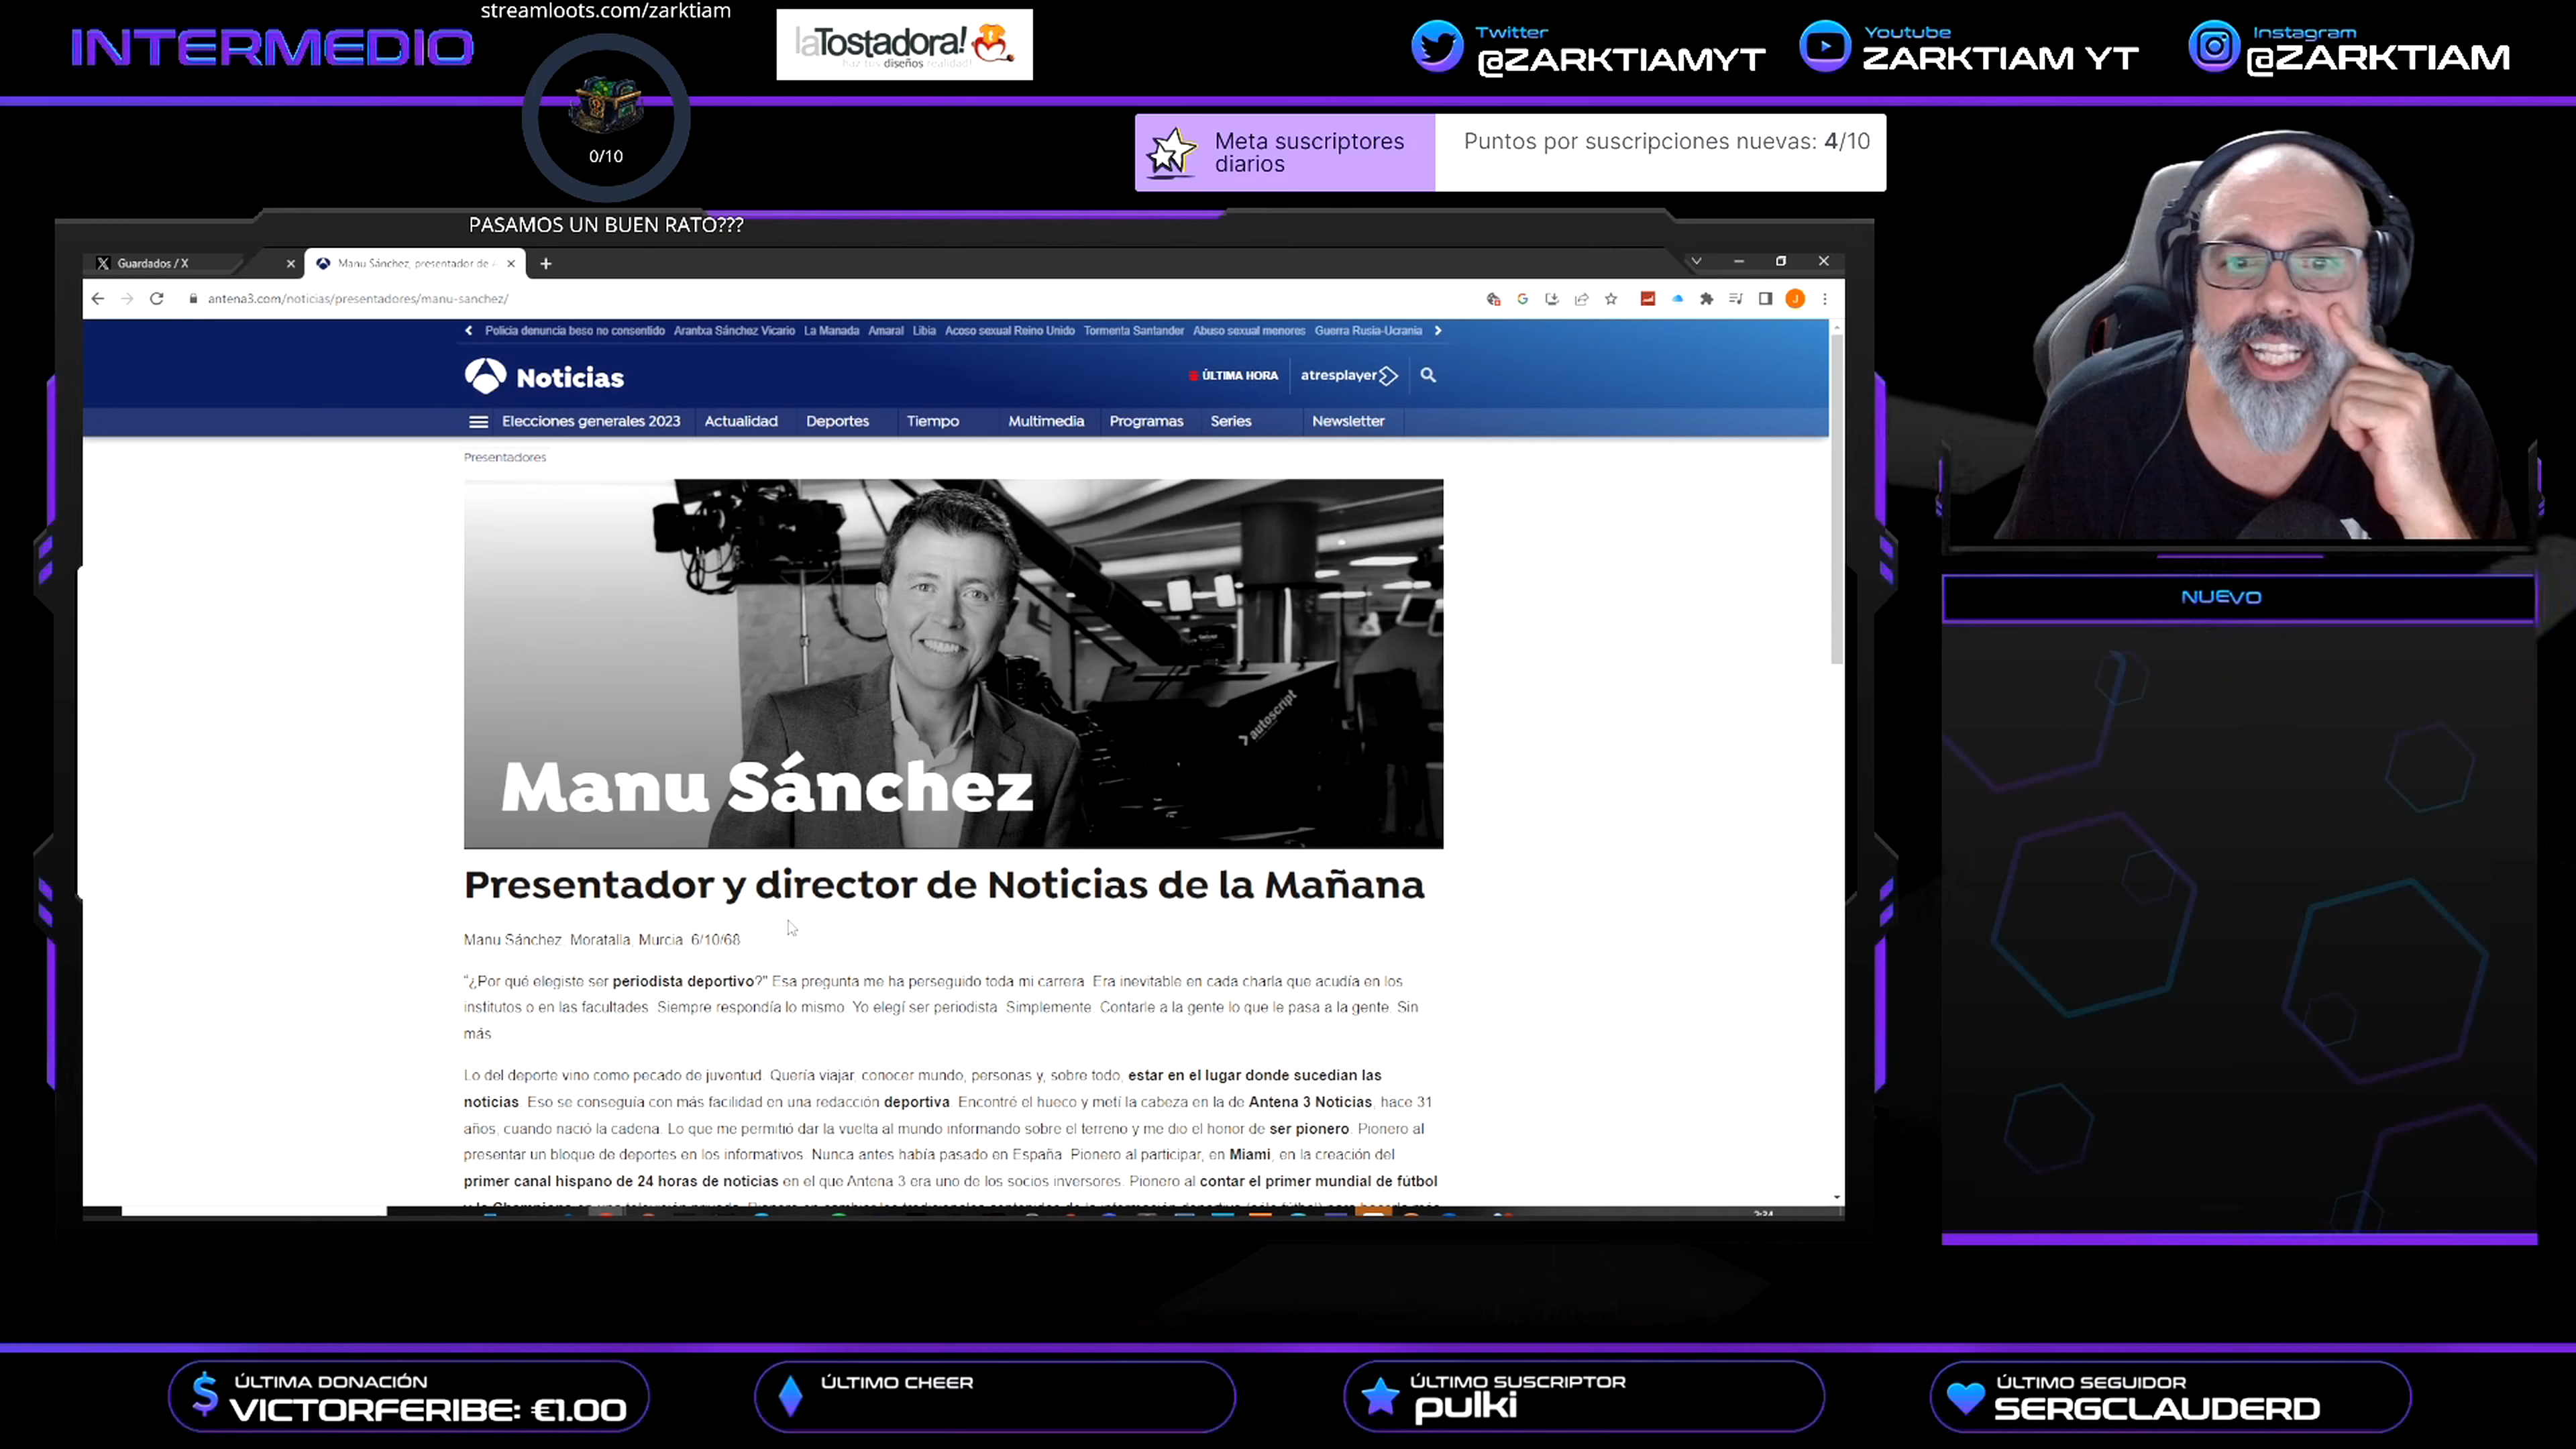 streamloots.com/zarktiam
INTERMEDIO
laTostadora!
haz tus diseños realidad!
Twitter
@ZARKTIAMYT
Youtube
ZARKTIAM YT
Instagram
@ZARKTIAM
0/10
Meta suscriptores
diarios
Puntos por suscripciones nuevas: 4/10
PASAMOS UN BUEN RATO???
Guardados / X
Manu Sánchez, presentador de
antena3.com/noticias/presentadores/manu-sanchez/
J
Policia denuncia beso no consentido Arantxa Sánchez Vicario La Manada Amaral Libia Acoso sexual Reino Unido Tormenta Santander Abuso sexual menores Guerra Rusia-Ucrania
Noticias
ÚLTIMA HORA
atresplayer
Elecciones generales 2023 Actualidad Deportes Tiempo Multimedia Programas Series Newsletter
Presentadores
autoscript
Manu Sánchez
Presentador y director de Noticias de la Mañana
Manu Sánchez. Moratalla, Murcia. 6/10/68
"¿Por qué elegiste ser periodista deportivo?" Esa pregunta me ha perseguido toda mi carrera. Era inevitable en cada charla que acudía en los
institutos o en las facultades. Siempre respondía lo mismo. Yo elegí ser periodista. Simplemente. Contarle a la gente lo que le pasa a la gente. Sin
más.
Lo del deporte vino como pecado de juventud. Quería viajar, conocer mundo, personas y, sobre todo, estar en el lugar donde sucedían las
noticias. Eso se conseguía con más facilidad en una redacción deportiva. Encontré el hueco y metí la cabeza en la de Antena 3 Noticias, hace 31
años, cuando nació la cadena. Lo que me permitió dar la vuelta al mundo informando sobre el terreno y me dio el honor de ser pionero. Pionero al
presentar un bloque de deportes en los informativos. Nunca antes había pasado en España. Pionero al participar, en Miami, en la creación del
primer canal hispano de 24 horas de noticias en el que Antena 3 era uno de los socios inversores. Pionero al contar el primer mundial de fútbol
NUEVO
ÚLTIMA DONACIÓN
VICTORFERIBE: €1.00
ÚLTIMO CHEER
ÚLTIMO SUSCRIPTOR
pulki
ÚLTIMO SEGUIDOR
SERGCLAUDERD